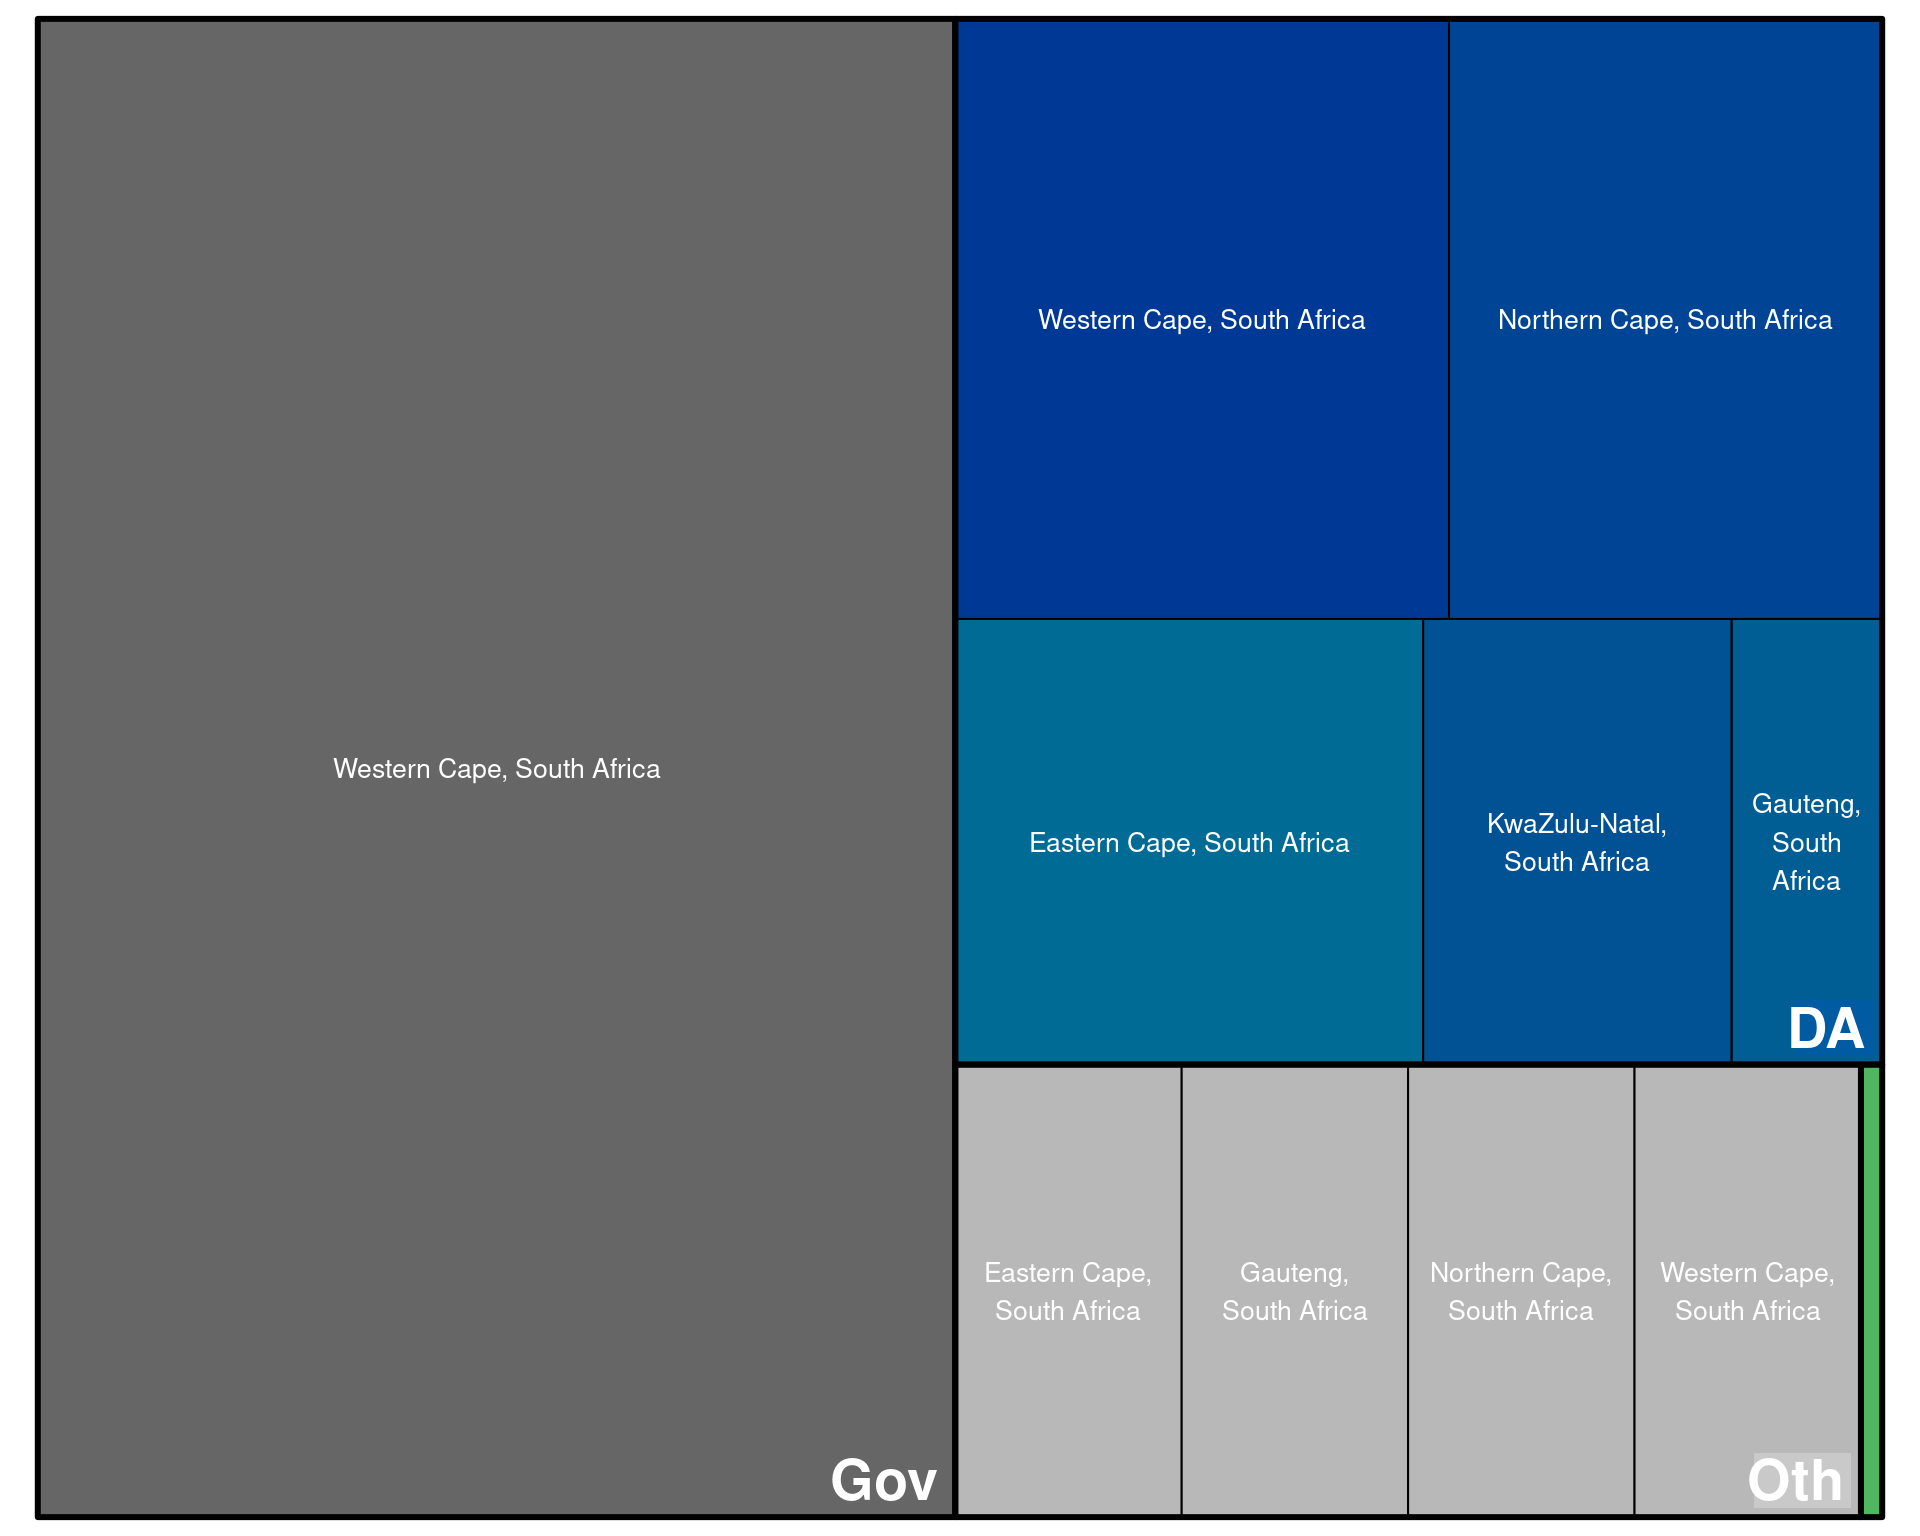 Western Cape, South Africa
Gov
Western Cape, South Africa
Northern Cape, South Africa
Eastern Cape, South Africa
KwaZulu-Natal,
South Africa
Gauteng,
South
Africa
DA
Eastern Cape,
South Africa
Gauteng,
South Africa
Northern Cape,
South Africa
Western Cape,
South Africa
Oth